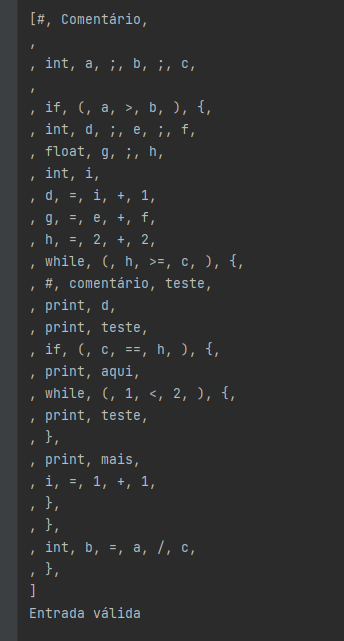 [#, Comentário,
,
, int, a, ;, b, ;, c,
,
, if, (, a, >, b, ), {,
, int, d, ;, e, ;, f,
, float, g, ;, h,
, int, i,
, d, =, i, +, 1,
, g, =, e, +, f,
, h, =, 2, +, 2,
, while, (, h, >=, c, ), {,
, #, comentário, teste,
, print, d,
, print, teste,
, if, (, c, ==, h, ), {,
, print, aqui,
, while, (, 1, <, 2, ), {,
, print, teste,
, },
, print, mais,
, i, =, 1, +, 1,
, },
, },
, int, b, =, a, /, c,
, },
]
Entrada válida